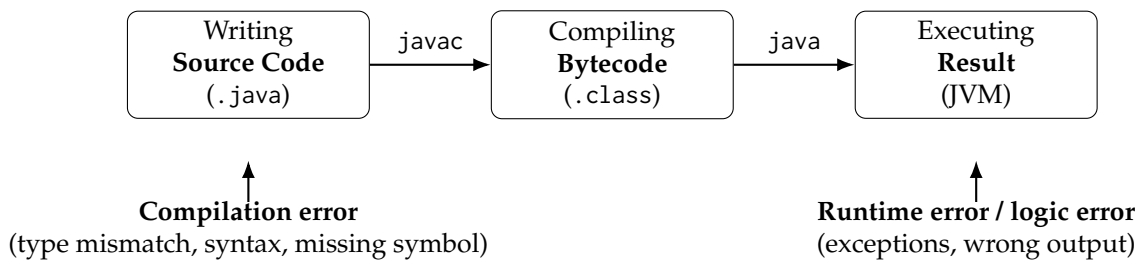 Writing
Source Code
(.java)
javac
Compiling
Bytecode
(.class)
java
Executing
Result
(JVM)
Compilation error
(type mismatch, syntax, missing symbol)
Runtime error / logic error
(exceptions, wrong output)